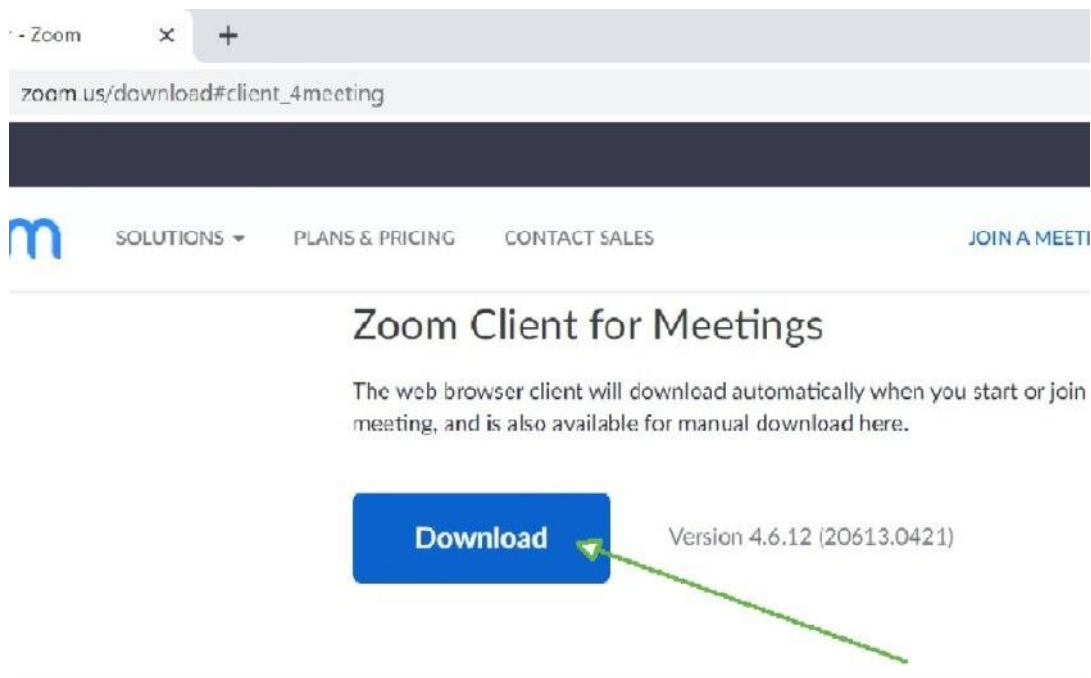 - Zoom
zoom.us/download#client_4meeting
m SOLUTIONS PLANS & PRICING CONTACT SALES JOIN A MEETI
Zoom Client for Meetings
The web browser client will download automatically when you start or join
meeting, and is also available for manual download here.
Download Version 4.6.12 (20613.0421)